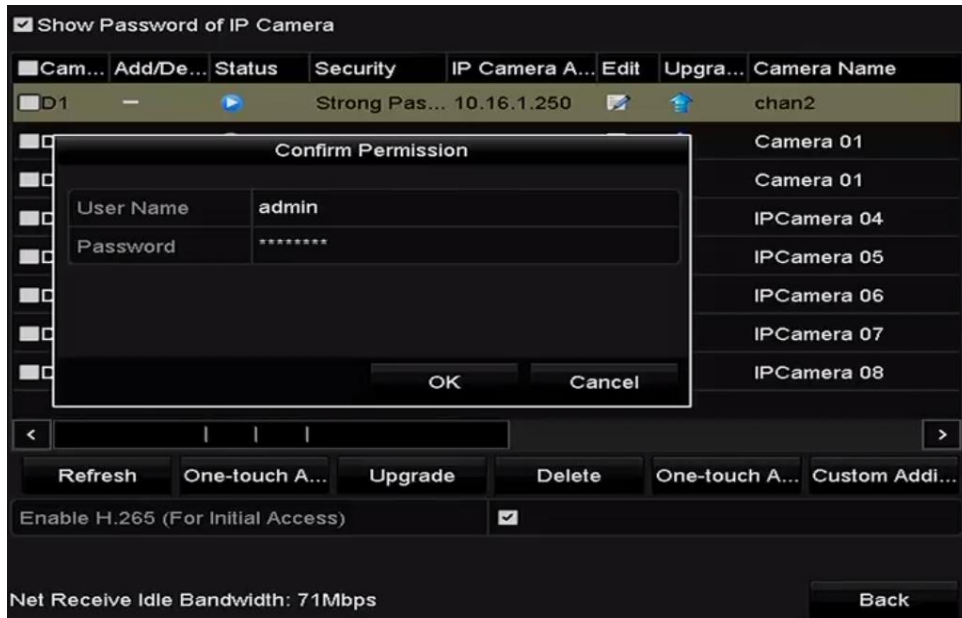 Show Password of IP Camera
Cam... Add/De... Status Security IP Camera A... Edit Upgra... Camera Name
D1 Strong Pas... 10.16.1.250 chan2
Camera 01
Camera 01
IPCamera 04
IPCamera 05
IPCamera 06
IPCamera 07
IPCamera 08
Confirm Permission
User Name admin
Password ********
OK Cancel
Refresh One-touch A... Upgrade Delete One-touch A... Custom Addi...
Enable H.265 (For Initial Access)
Net Receive Idle Bandwidth: 71Mbps
Back